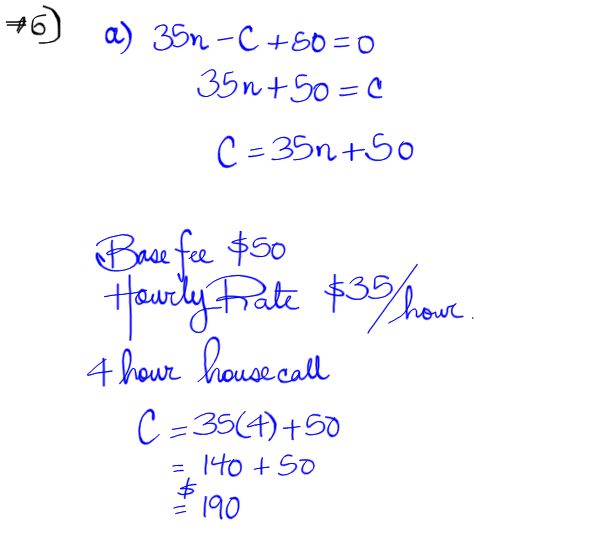 #6) a) 35n - C + 50 = 0
35n + 50 = C
C = 35n + 50
Base fee $50
Hourly Rate $35/hour.
4 hour house call
C = 35(4) + 50
= 140 + 50
= $190